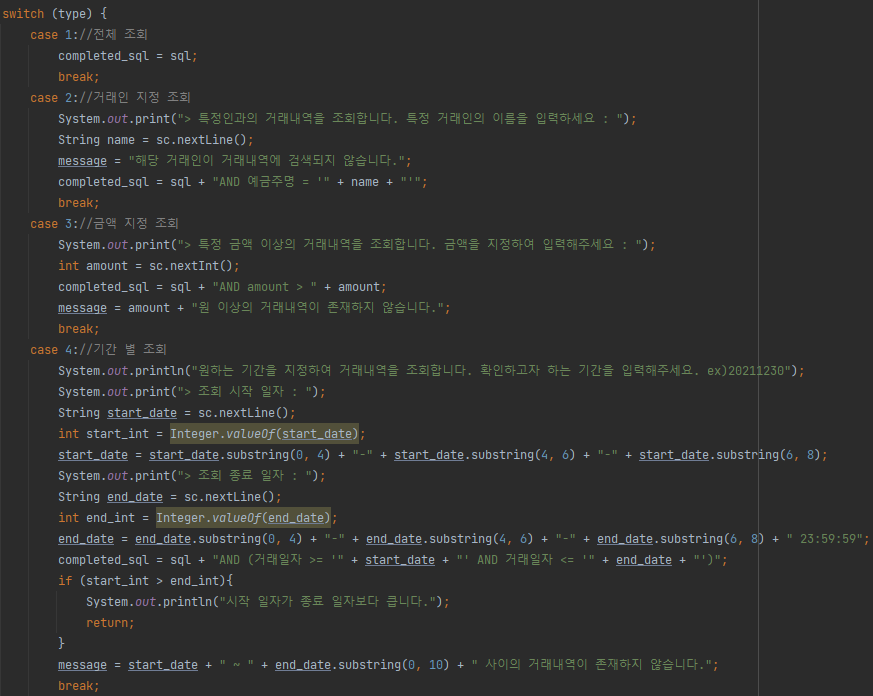 switch (type) {
case 1://전체 조회
completed_sql = sql;
break;
case 2://거래인 지정 조회
System.out.print("> 특정인과의 거래내역을 조회합니다. 특정 거래인의 이름을 입력하세요 : ");
String name = sc.nextLine();
message = "해당 거래인이 거래내역에 검색되지 않습니다.";
completed_sql = sql + "AND 예금주명 = '" + name + "'";
break;
case 3://금액 지정 조회
System.out.print("> 특정 금액 이상의 거래내역을 조회합니다. 금액을 지정하여 입력해주세요 : ");
int amount = sc.nextInt();
completed_sql = sql + "AND amount > " + amount;
message = amount + "원 이상의 거래내역이 존재하지 않습니다.";
break;
case 4://기간 별 조회
System.out.println("원하는 기간을 지정하여 거래내역을 조회합니다. 확인하고자 하는 기간을 입력해주세요. ex)20211230");
System.out.print("> 조회 시작 일자 : ");
String start_date = sc.nextLine();
int start_int = Integer.valueOf(start_date);
start_date = start_date.substring(0, 4) + "-" + start_date.substring(4, 6) + "-" + start_date.substring(6, 8);
System.out.print("> 조회 종료 일자 : ");
String end_date = sc.nextLine();
int end_int = Integer.valueOf(end_date);
end_date = end_date.substring(0, 4) + "-" + end_date.substring(4, 6) + "-" + end_date.substring(6, 8) + " 23:59:59";
completed_sql = sql + "AND (거래일자 >= '" + start_date + "' AND 거래일자 <= '" + end_date + "')";
if (start_int > end_int){
System.out.println("시작 일자가 종료 일자보다 큽니다.");
return;
}
message = start_date + " ~ " + end_date.substring(0, 10) + " 사이의 거래내역이 존재하지 않습니다.";
break;